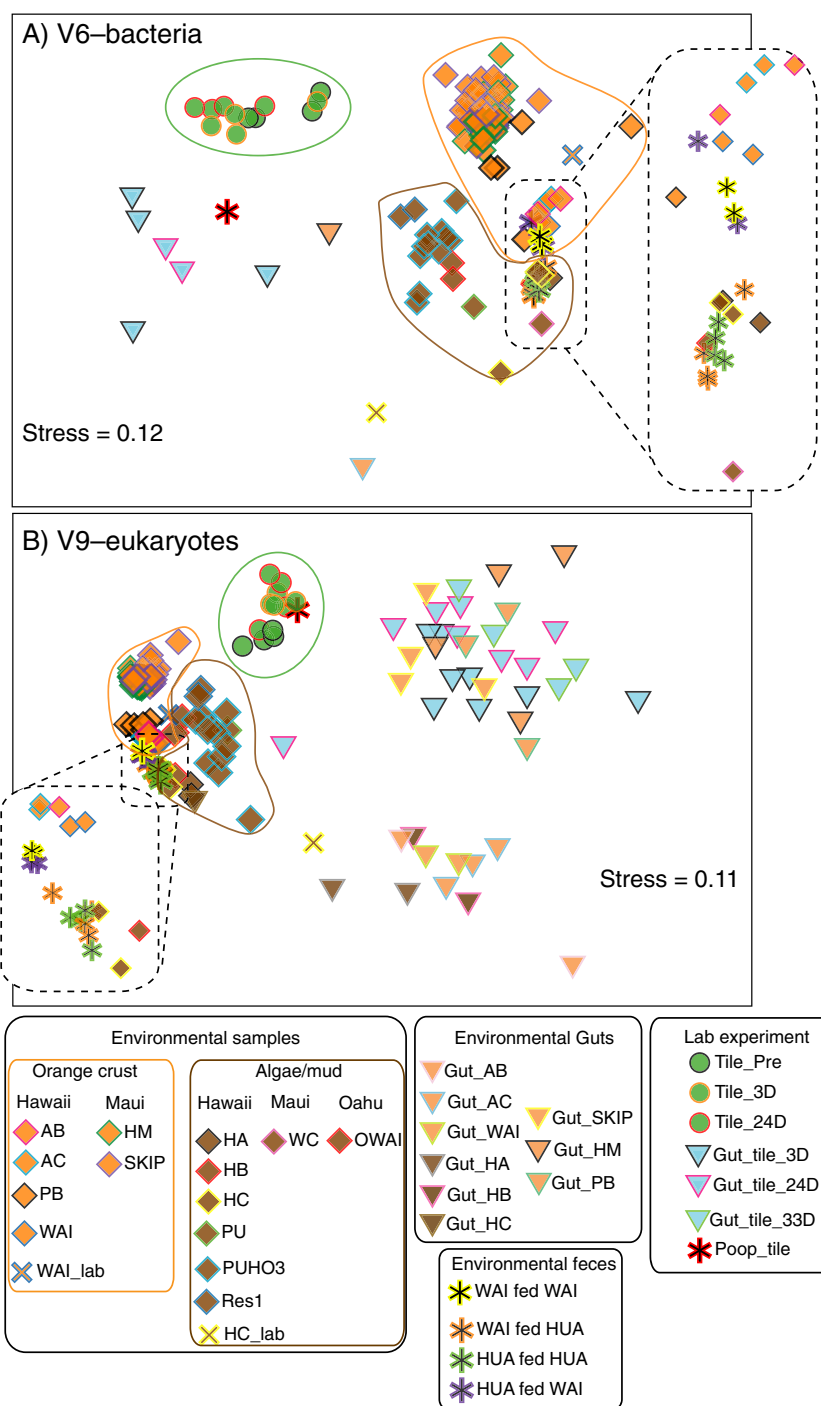 A) V6–bacteria
Stress = 0.12
B) V9–eukaryotes
Stress = 0.11
Environmental samples
Orange crust
Hawaii
Maui
AB
HM
AC
SKIP
PB
WAI
WAI_lab
Algae/mud
Hawaii
Maui
Oahu
HA
WC
OWAI
HB
HC
PU
PUHO3
Res1
HC_lab
Environmental Guts
Gut_AB
Gut_AC
Gut_WAI
Gut_HA
Gut_HB
Gut_HC
Gut_SKIP
Gut_HM
Gut_PB
Environmental feces
WAI fed WAI
WAI fed HUA
HUA fed HUA
HUA fed WAI
Lab experiment
Tile_Pre
Tile_3D
Tile_24D
Gut_tile_3D
Gut_tile_24D
Gut_tile_33D
Poop_tile